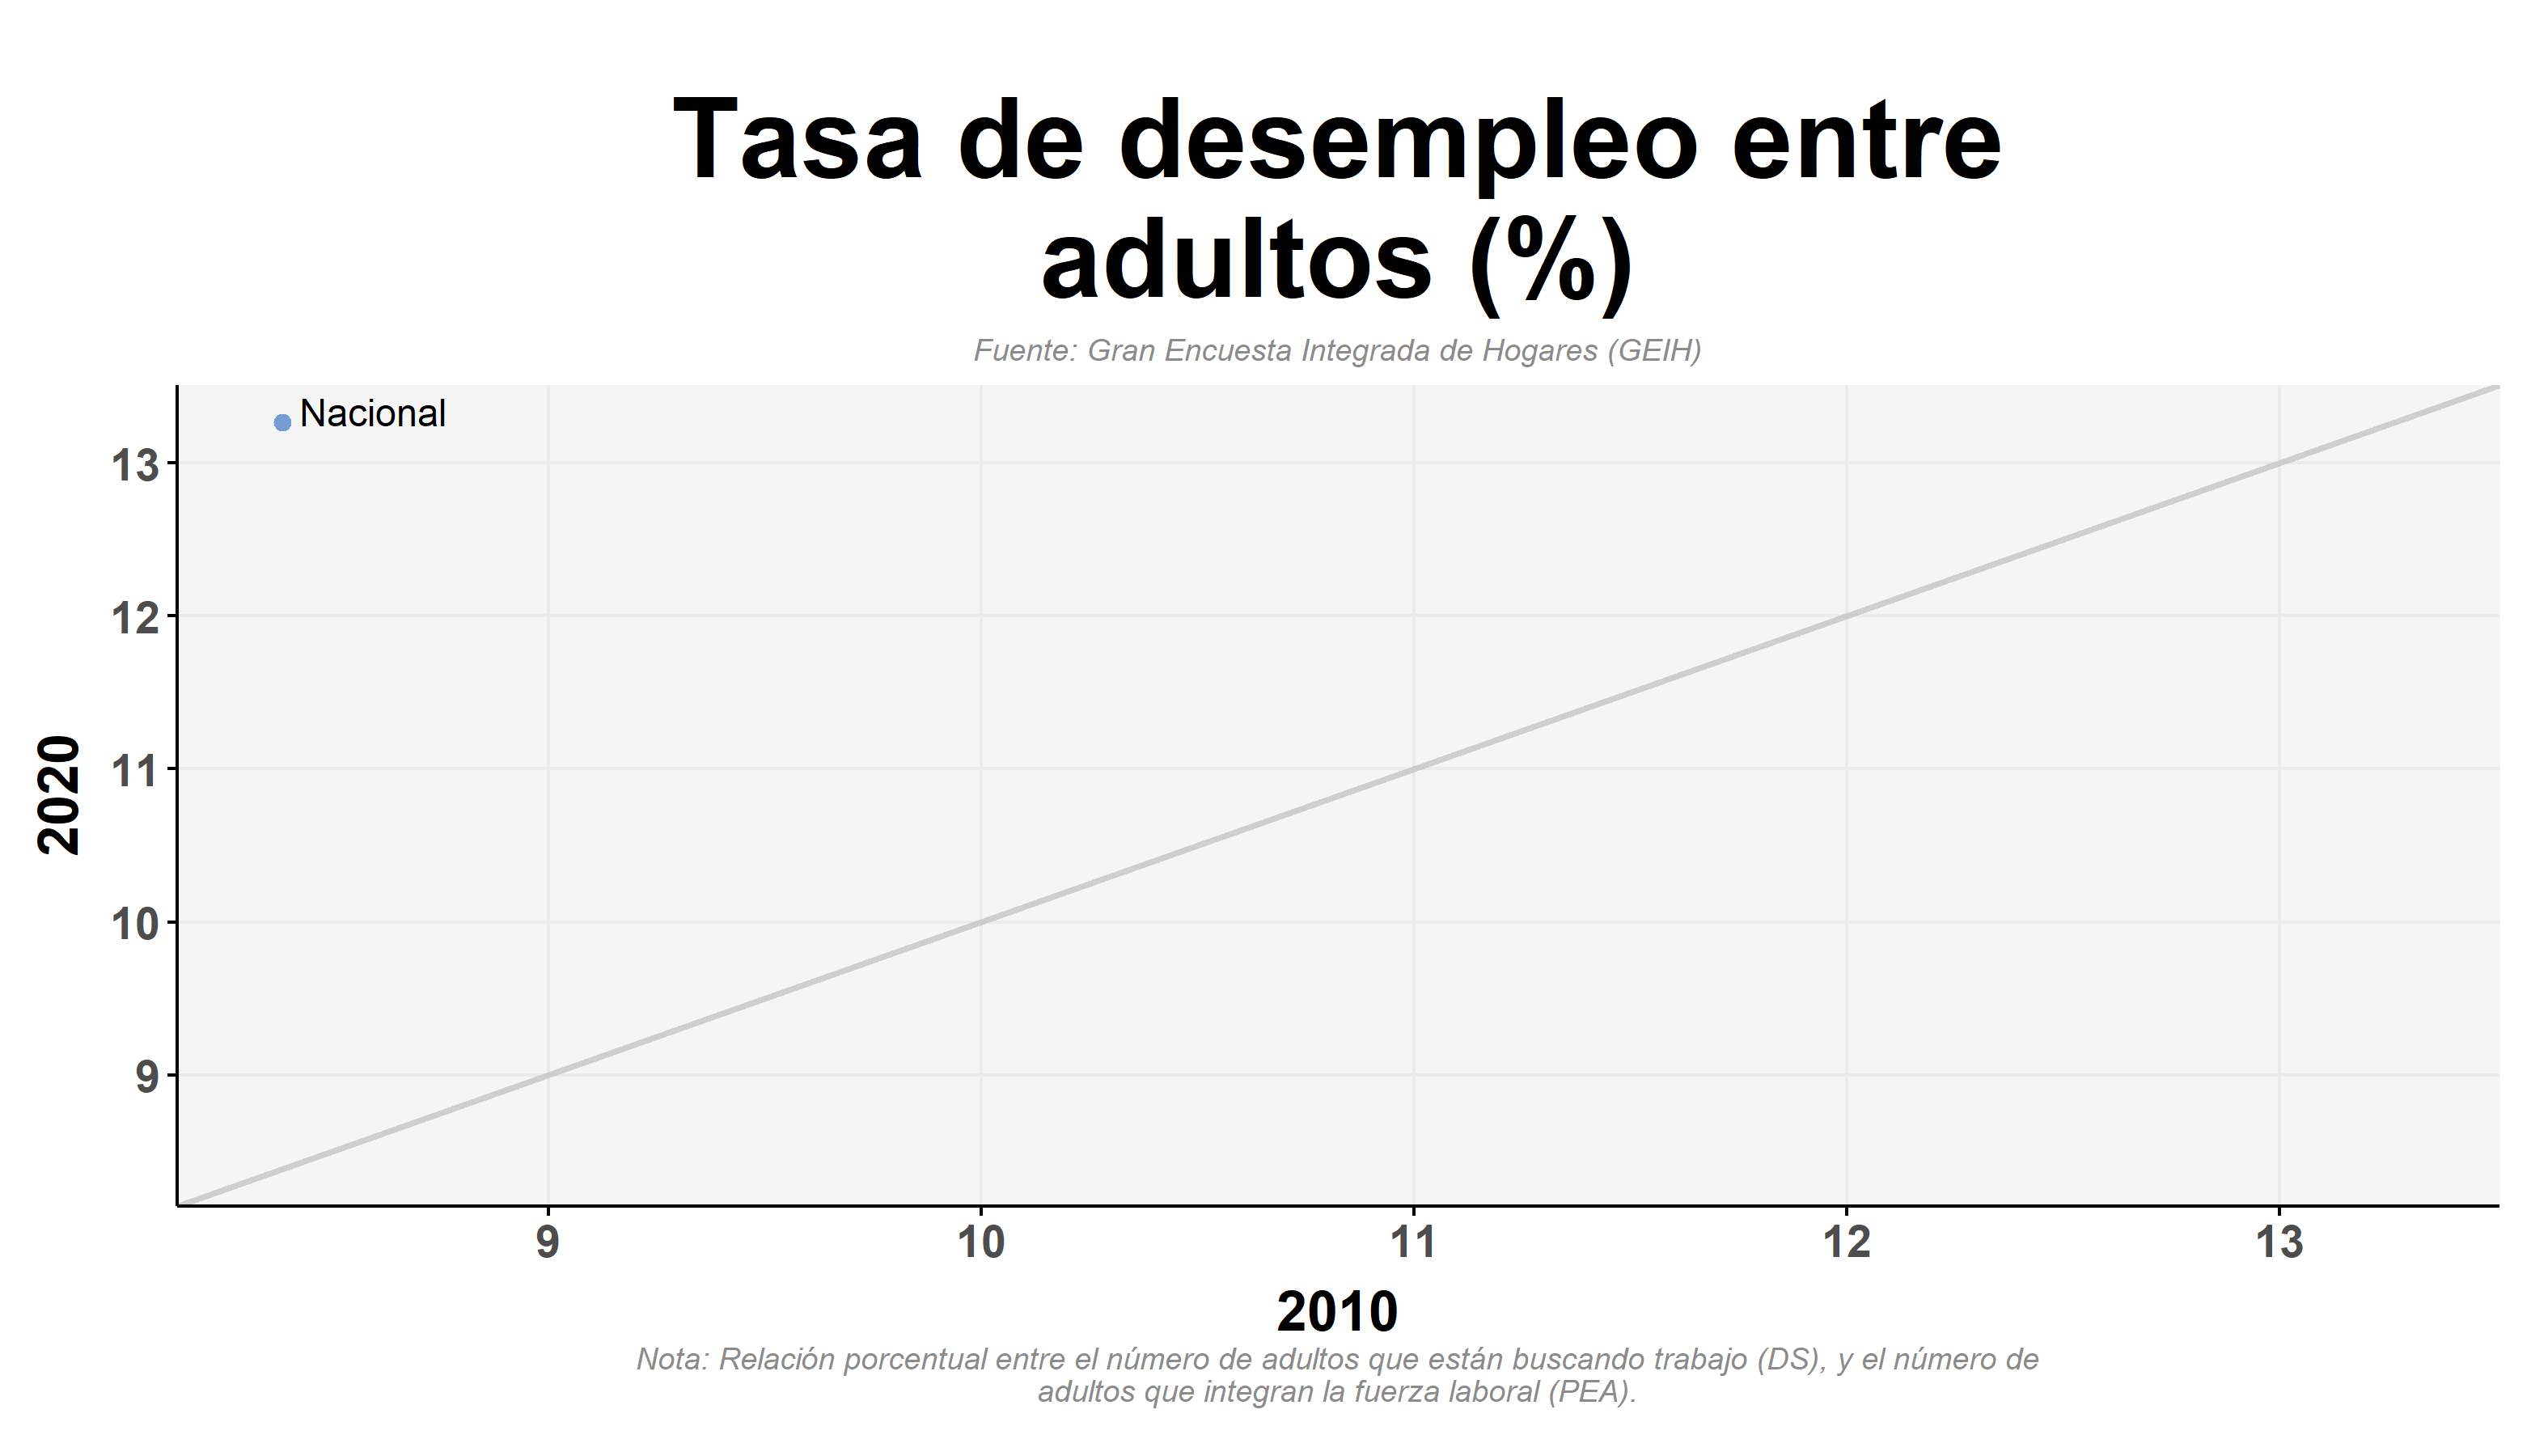 Tasa de desempleo entre
adultos (%)
Fuente: Gran Encuesta Integrada de Hogares (GEIH)
Nacional
13
12
11
10
9
2020
9
10
11
12
13
2010
Nota: Relación porcentual entre el número de adultos que están buscando trabajo (DS), y el número de
adultos que integran la fuerza laboral (PEA).